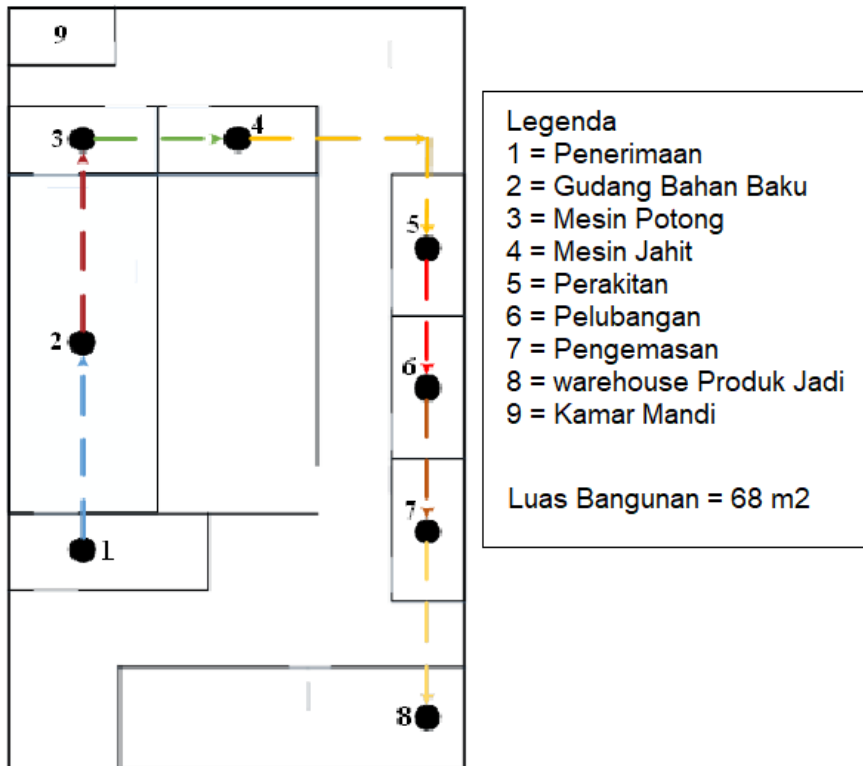 9
3
4
5
2
6
7
1
8
Legenda
1 = Penerimaan
2 = Gudang Bahan Baku
3 = Mesin Potong
4 = Mesin Jahit
5 = Perakitan
6 = Pelubangan
7 = Pengemasan
8 = warehouse Produk Jadi
9 = Kamar Mandi
Luas Bangunan = 68 m2